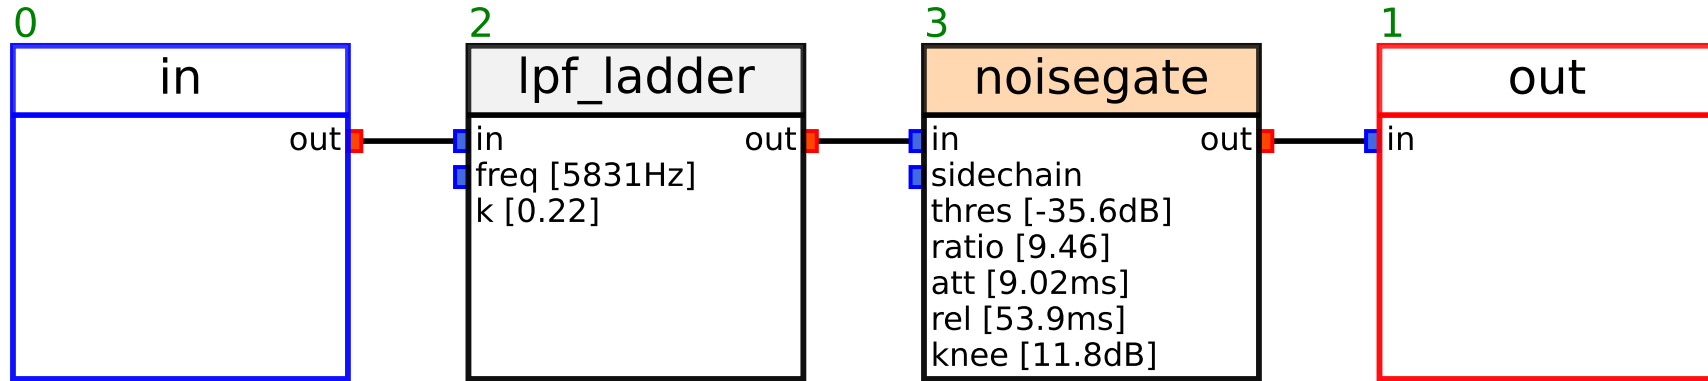 0
2
3
1
in
lpf_ladder
noisegate
out
out
in
out
in
out
in
freq [5831Hz]
sidechain
k [0.22]
thres [-35.6dB]
ratio [9.46]
att [9.02ms]
rel [53.9ms]
knee [11.8dB]